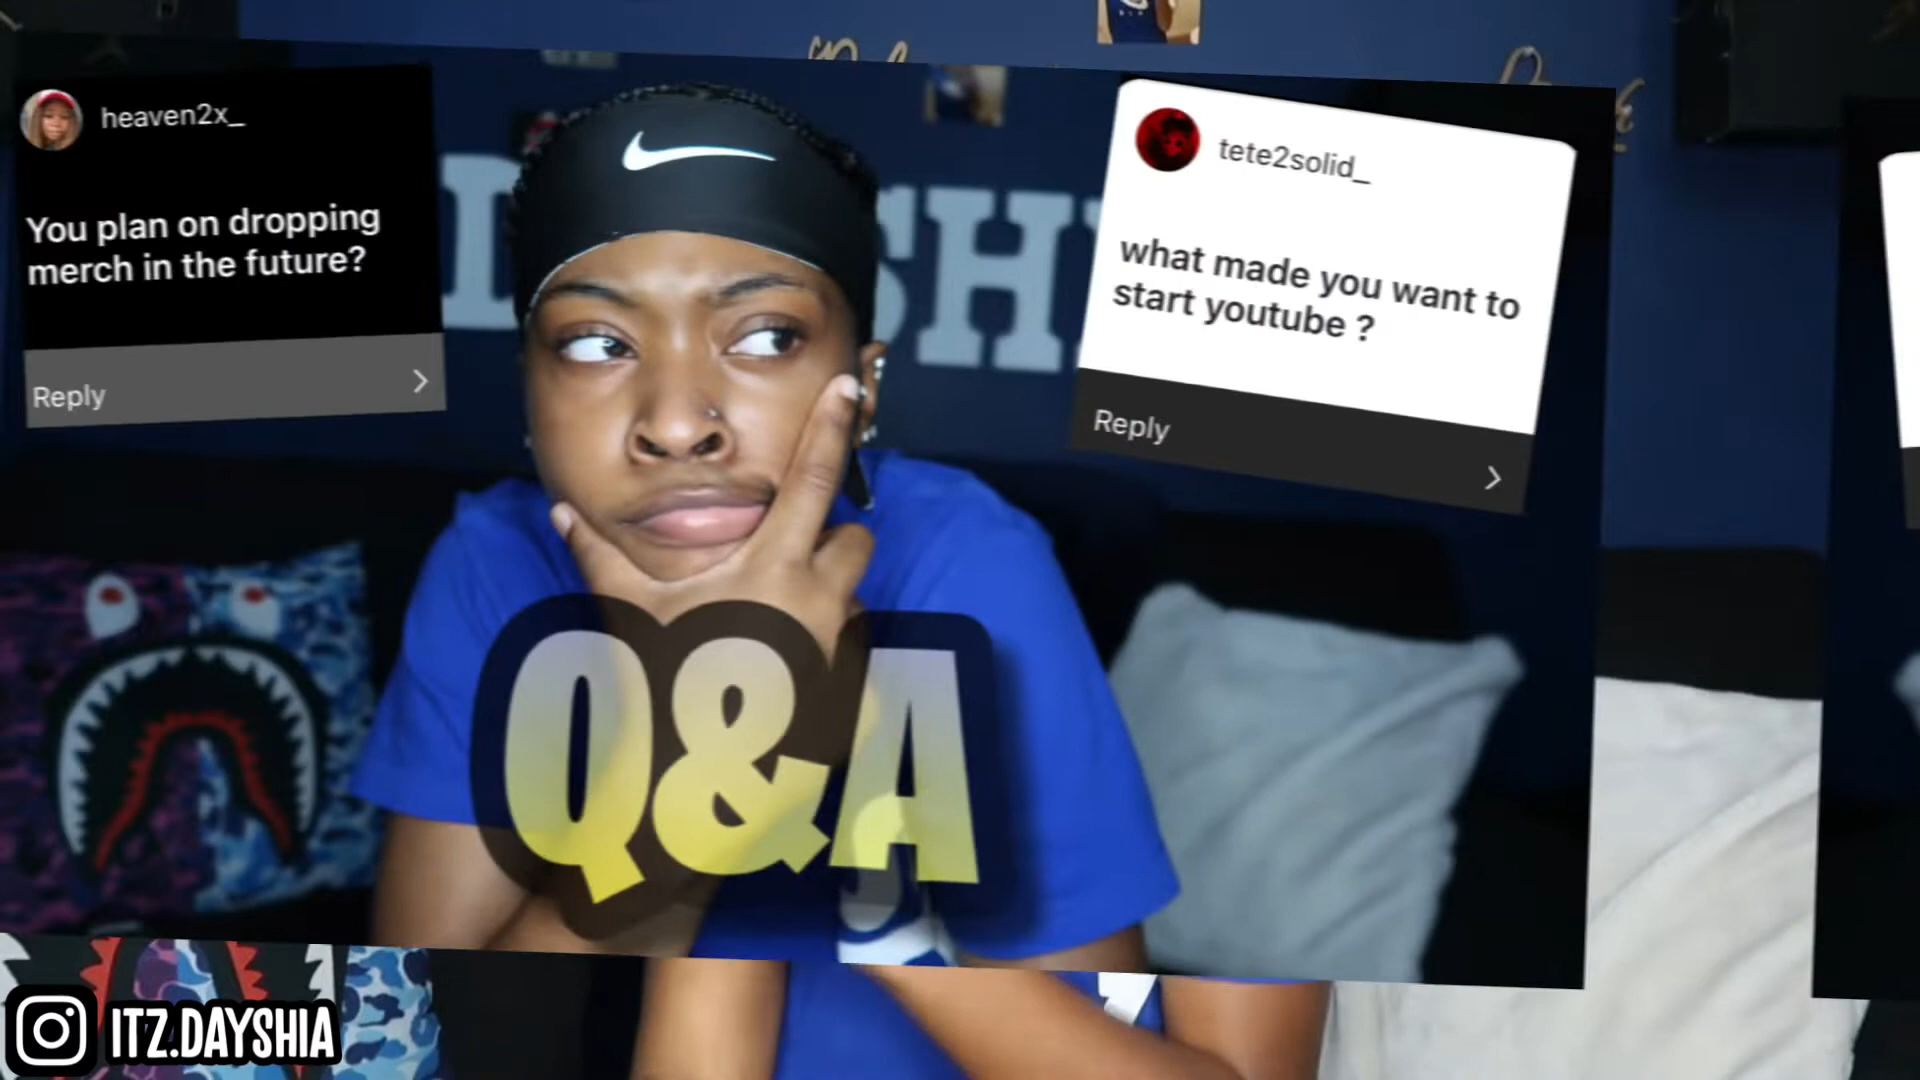 heaven2x_
You plan on dropping
merch in the future?
Reply
tete2solid_
what made you want to
start youtube ?
Reply
Q&A
ITZ.DAYSHIA